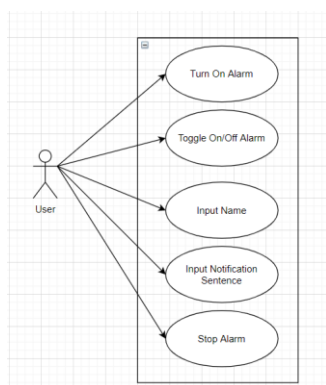 Turn On Alarm
Toggle On/Off Alarm
User
Input Name
Input Notification
Sentence
Stop Alarm